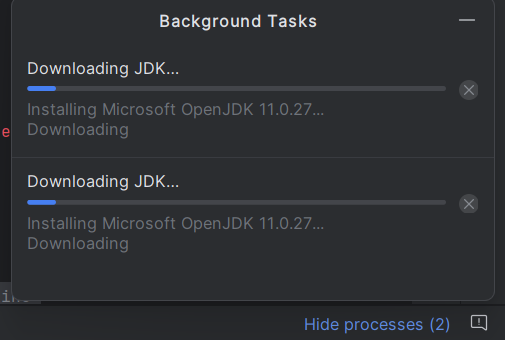 Background Tasks
Downloading JDK...
Installing Microsoft OpenJDK 11.0.27...
Downloading
Downloading JDK...
Installing Microsoft OpenJDK 11.0.27...
Downloading
Hide processes (2)